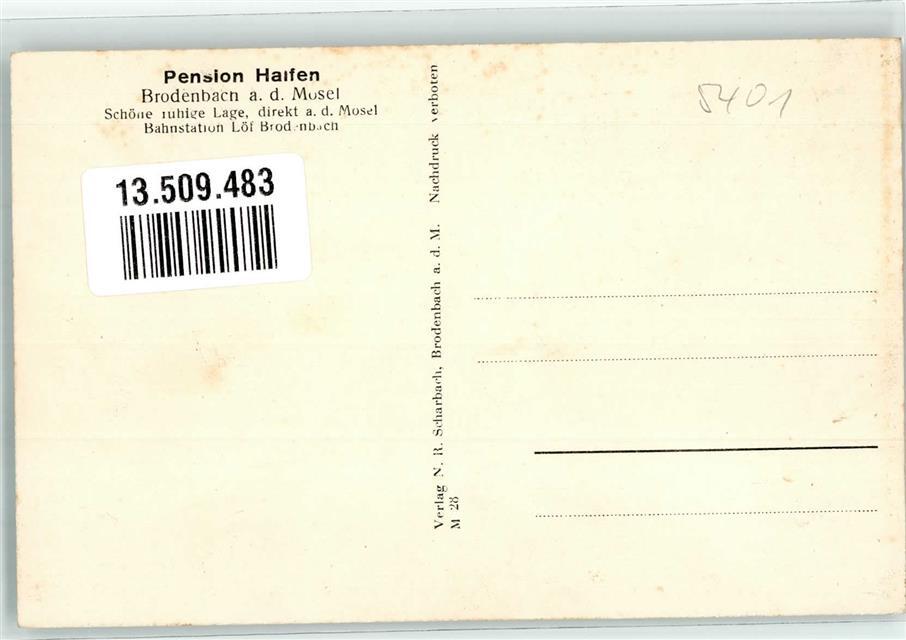 Pension Haifen
Brodenbach a. d. Mosel
Schöne ruhige Lage, direkt a. d. Mosel
Bahnstation Löf Brodenbach
13.509.483
Verlag N. R. Scharbach, Brodenbach a. d. M. Nachdruck verboten
M 28
5401